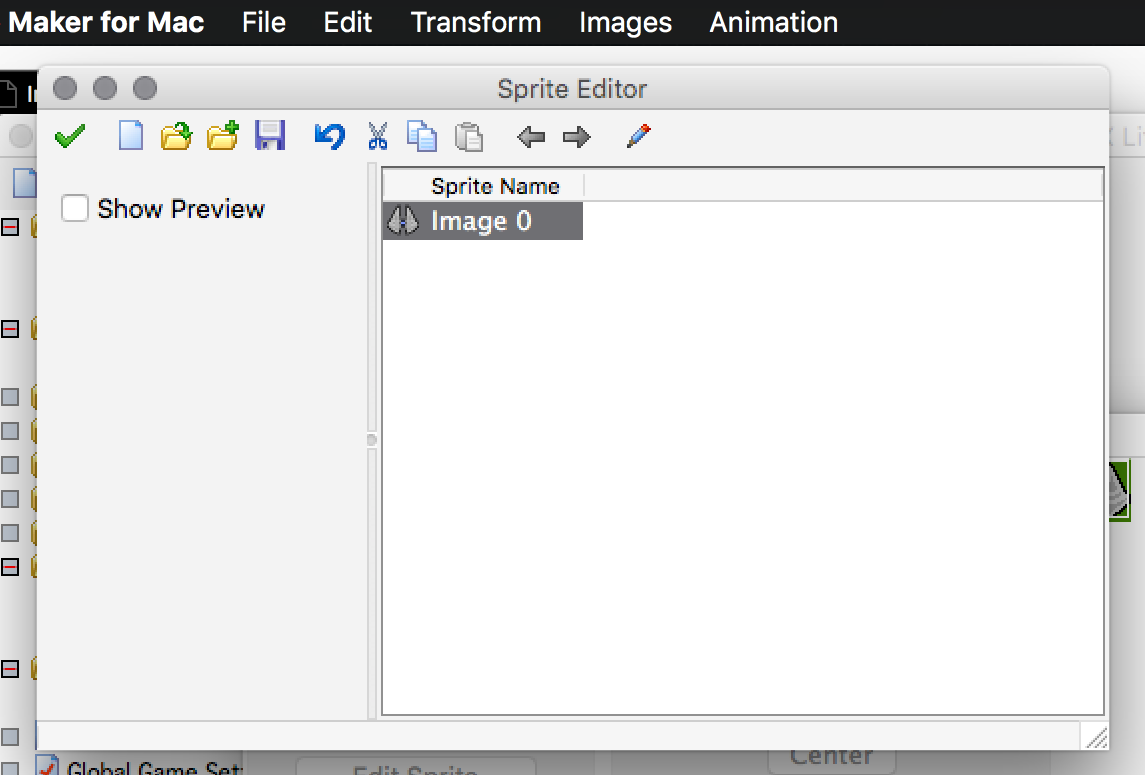 Maker for Mac File Edit Transform Images Animation
Sprite Editor
Show Preview
Sprite Name
Image 0
Global Game Set
Edit Sprite
Center